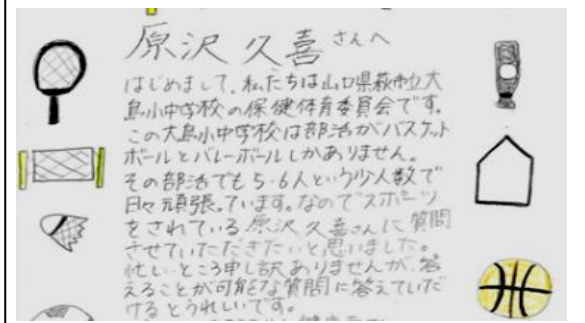 原沢 久喜さんへ
はじめまして、私たちは山口県萩市立大
島小中学校の保健体育委員会です。
この大島小中学校は部活がバスケット
ボールとバレーボールしかありません。
その部活でも5・6人という少人数で
日々頑張っています。なのでスポーツ
をされている原沢久喜さんに質問
させていただきたいと思いました。
忙しいところ申し訳ありませんが、答
えることが可能な質問に答えていただ
けるとうれしいです。